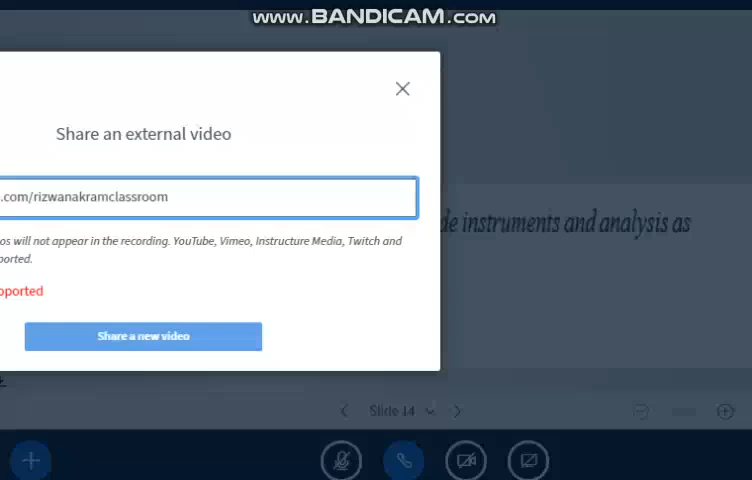 WWW.BANDICAM.COM
Share an external video
.com/rizwanakramclassroom
de instruments and analysis as
os will not appear in the recording. YouTube, Vimeo, Instructure Media, Twitch and
ported.
pported
Share a new video
Slide 14